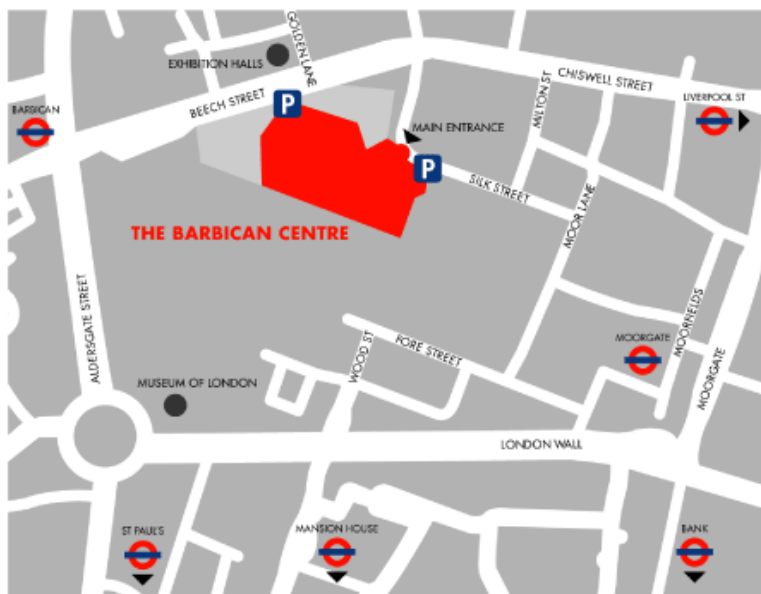 GOLDEN LANE
EXHIBITION HALLS
CHISWELL STREET
BEECH STREET
P
MILTON ST
LIVERPOOL ST
BARBICAN
MAIN ENTRANCE
P
SILK STREET
MOOR LANE
THE BARBICAN CENTRE
ALDERSGATE STREET
MOORFIELDS
WOOD ST
FORE STREET
MOORGATE
MOORGATE
MUSEUM OF LONDON
LONDON WALL
ST PAUL'S
MANSION HOUSE
BANK